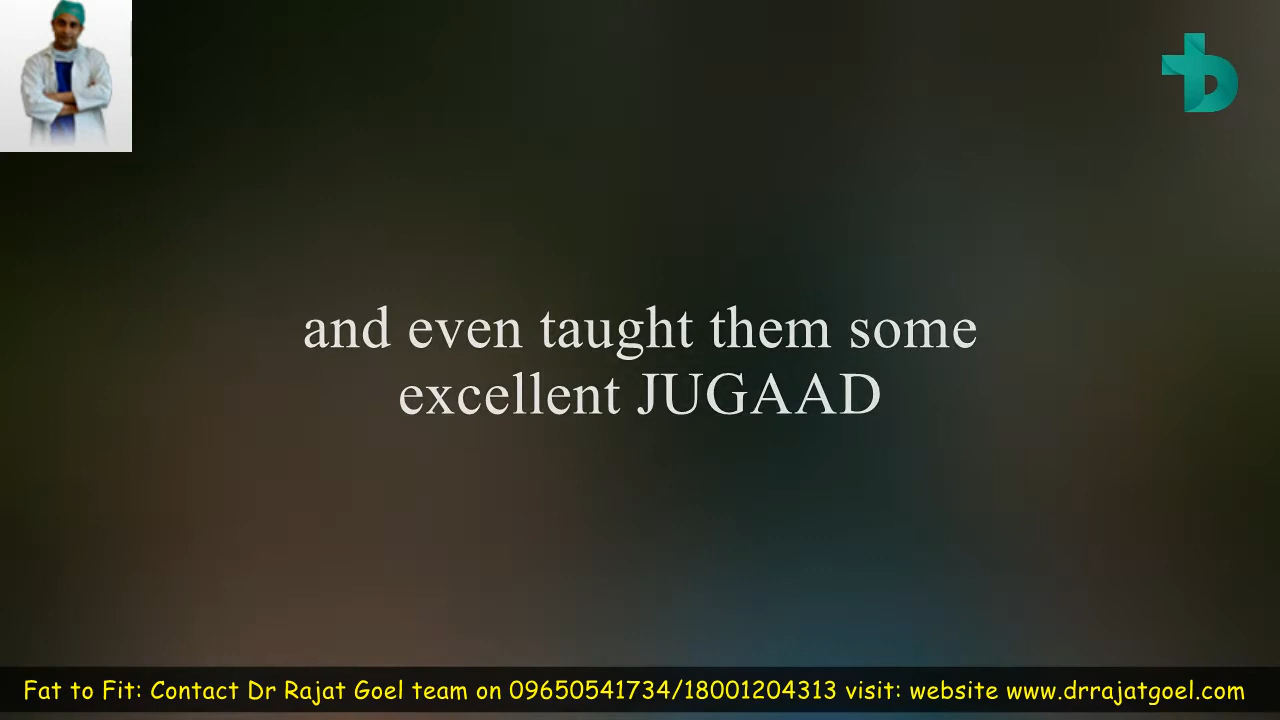 and even taught them some
excellent JUGAAD
Fat to Fit: Contact Dr Rajat Goel team on 09650541734/18001204313 visit: website www.drrajatgoel.com